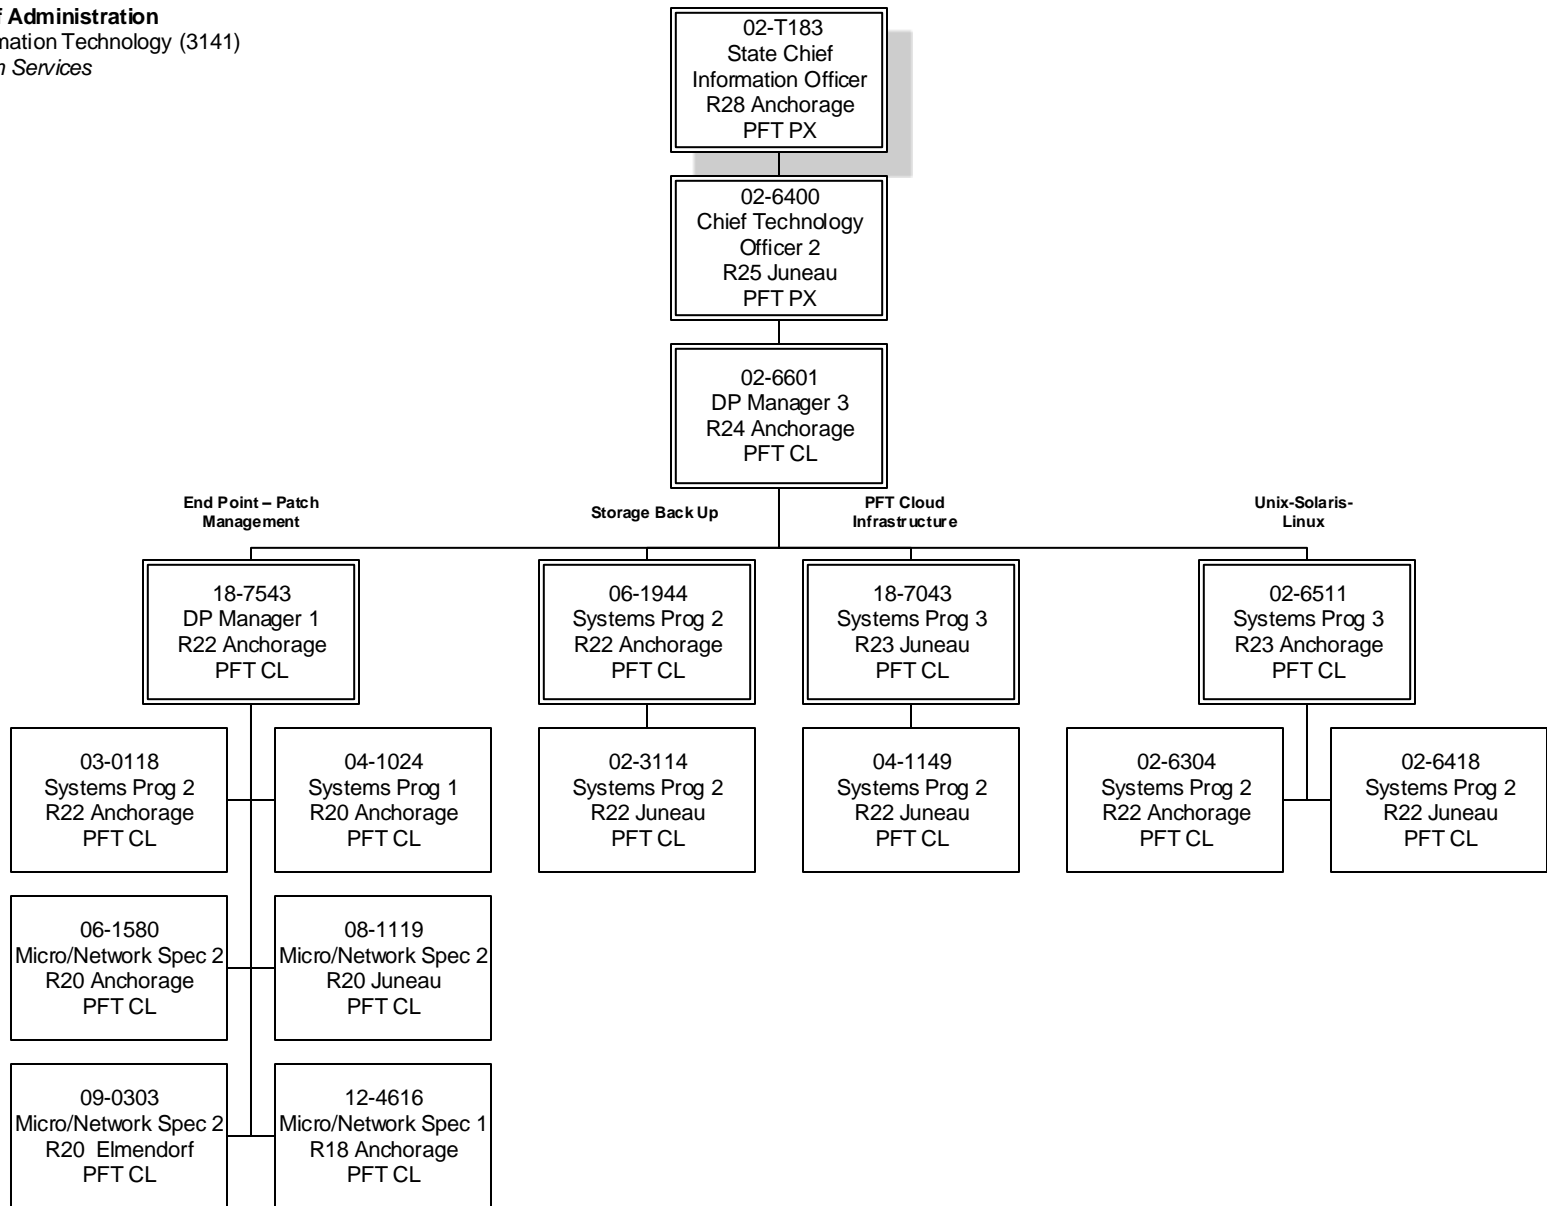 f Administration
mation Technology (3141)
n Services
02-T183
State Chief
Information Officer
R28 Anchorage
PFT PX
02-6400
Chief Technology
Officer 2
R25 Juneau
PFT PX
02-6601
DP Manager 3
R24 Anchorage
PFT CL
End Point – Patch
Management
Storage Back Up
PFT Cloud
Infrastructure
Unix-Solaris-
Linux
18-7543
DP Manager 1
R22 Anchorage
PFT CL
06-1944
Systems Prog 2
R22 Anchorage
PFT CL
18-7043
Systems Prog 3
R23 Juneau
PFT CL
02-6511
Systems Prog 3
R23 Anchorage
PFT CL
03-0118
Systems Prog 2
R22 Anchorage
PFT CL
04-1024
Systems Prog 1
R20 Anchorage
PFT CL
02-3114
Systems Prog 2
R22 Juneau
PFT CL
04-1149
Systems Prog 2
R22 Juneau
PFT CL
02-6304
Systems Prog 2
R22 Anchorage
PFT CL
02-6418
Systems Prog 2
R22 Juneau
PFT CL
06-1580
Micro/Network Spec 2
R20 Anchorage
PFT CL
08-1119
Micro/Network Spec 2
R20 Juneau
PFT CL
09-0303
Micro/Network Spec 2
R20 Elmendorf
PFT CL
12-4616
Micro/Network Spec 1
R18 Anchorage
PFT CL